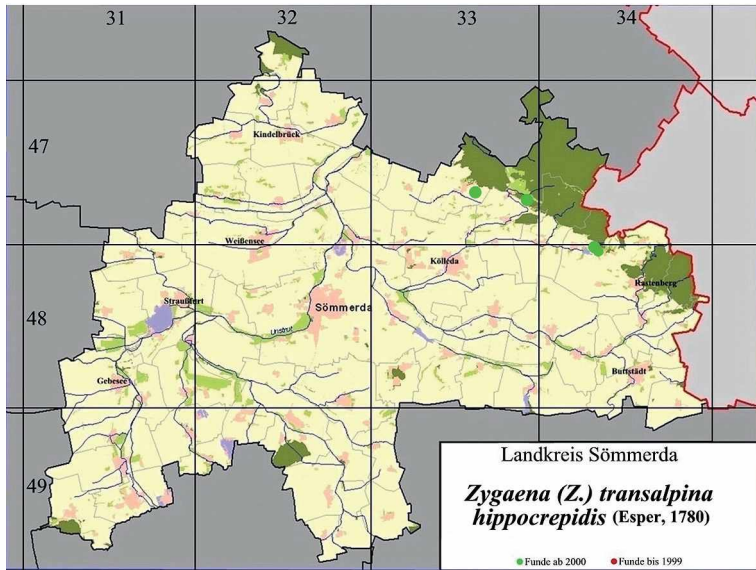 31 32 33 34
47
Kindelbrück
Weißensee
Kölleda
Rastenberg
Straußfurt
Sömmerda
48
Unstrut
Buttstädt
Gebesee
49
Landkreis Sömmerda
Zygaena (Z.) transalpina
hippocrepidis (Esper, 1780)
Funde ab 2000 Funde bis 1999